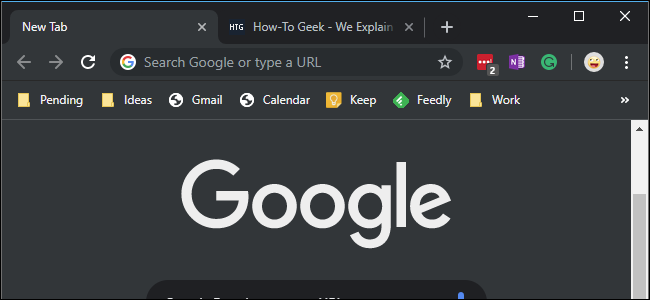 New Tab
HTG How-To Geek - We Explain
Search Google or type a URL
2
Pending Ideas Gmail Calendar Keep Feedly Work
Google